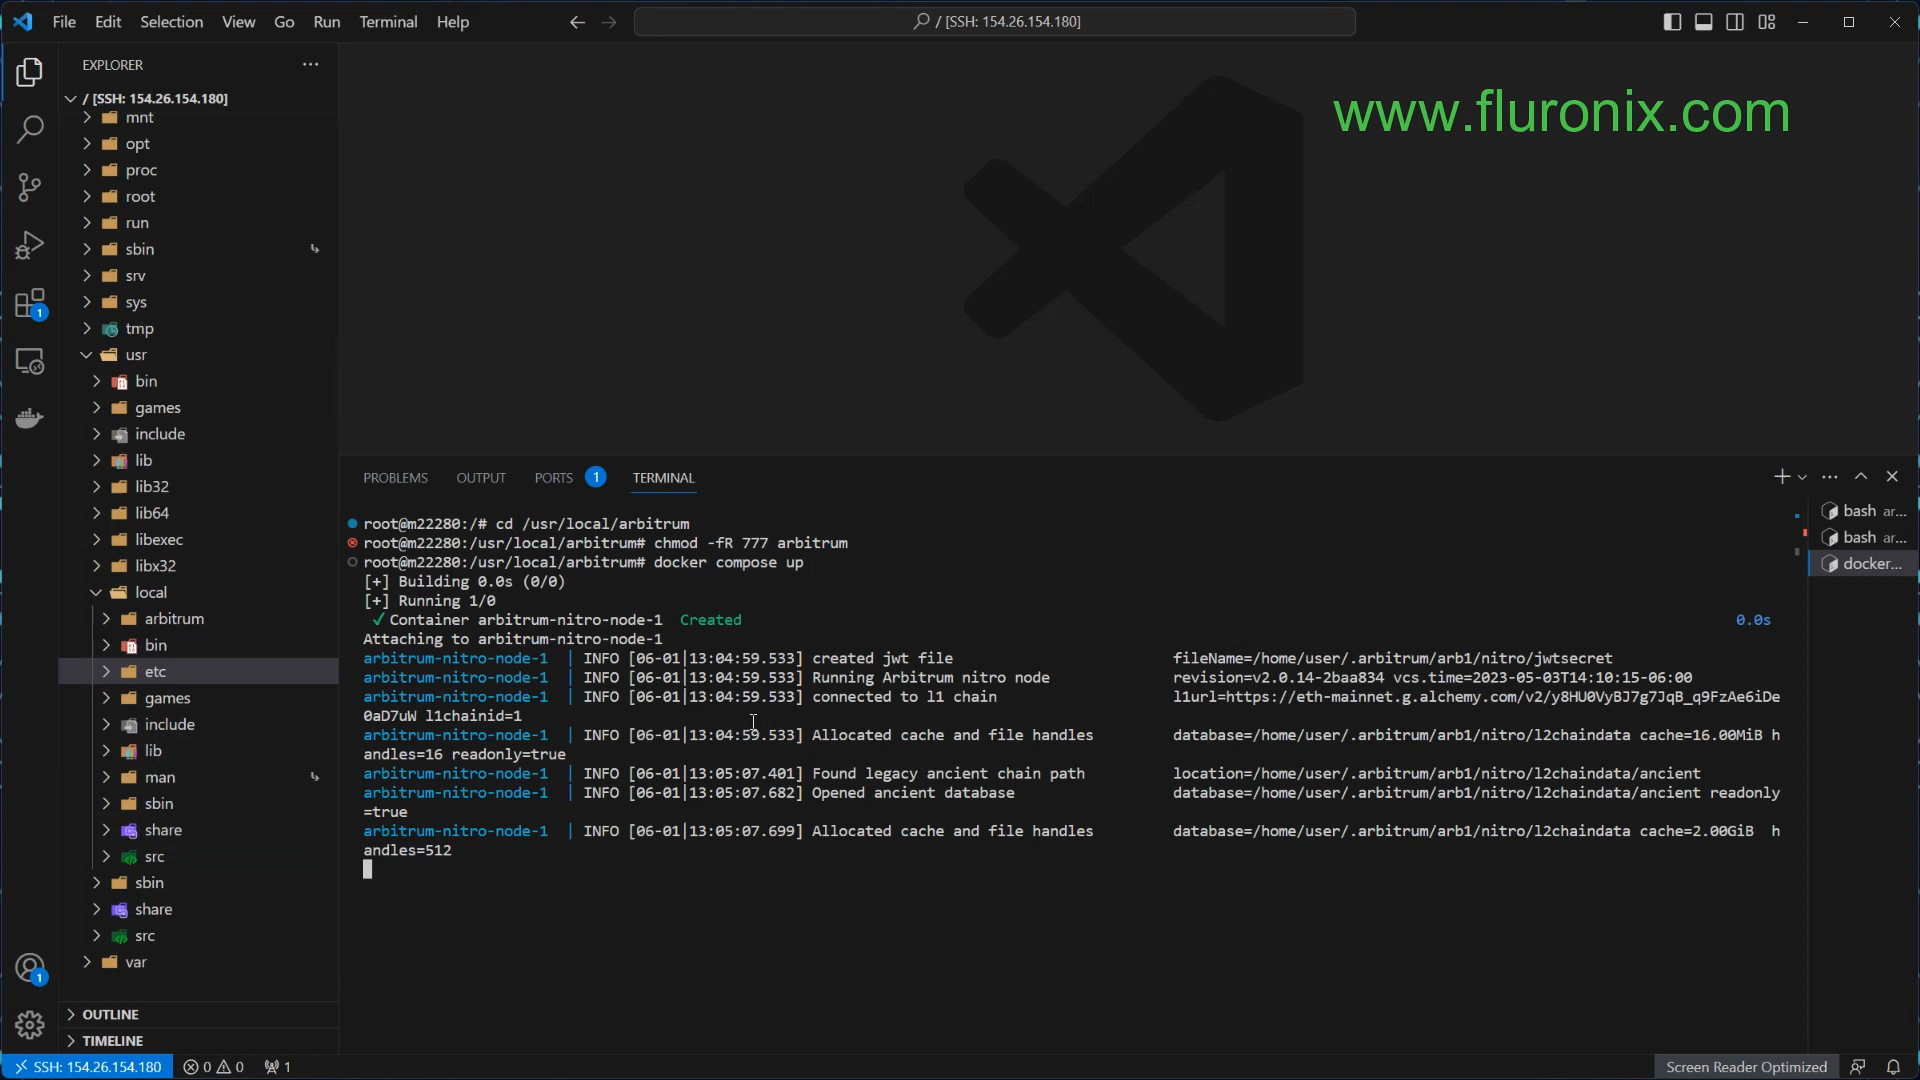 File Edit Selection View Go Run Terminal Help
/ [SSH: 154.26.154.180]
www.fluronix.com
EXPLORER
/ [SSH: 154.26.154.180]
mnt
opt
proc
root
run
sbin
srv
sys
tmp
usr
bin
games
include
lib
lib32
lib64
libexec
libx32
local
arbitrum
bin
etc
games
include
lib
man
sbin
share
src
sbin
share
src
var
OUTLINE
TIMELINE
1
1
PROBLEMS OUTPUT PORTS 1 TERMINAL
root@m22280:/# cd /usr/local/arbitrum
root@m22280:/usr/local/arbitrum# chmod -fR 777 arbitrum
root@m22280:/usr/local/arbitrum# docker compose up
[+] Building 0.0s (0/0)
[+] Running 1/0
✓ Container arbitrum-nitro-node-1 Created 0.0s
Attaching to arbitrum-nitro-node-1
arbitrum-nitro-node-1 | INFO [06-01|13:04:59.533] created jwt file fileName=/home/user/.arbitrum/arb1/nitro/jwtsecret
arbitrum-nitro-node-1 | INFO [06-01|13:04:59.533] Running Arbitrum nitro node revision=v2.0.14-2baa834 vcs.time=2023-05-03T14:10:15-06:00
arbitrum-nitro-node-1 | INFO [06-01|13:04:59.533] connected to l1 chain l1url=https://eth-mainnet.g.alchemy.com/v2/y8HU0VyBJ7g7JqB_q9FzAe6iDe
0aD7uW l1chainid=1
arbitrum-nitro-node-1 | INFO [06-01|13:04:59.533] Allocated cache and file handles database=/home/user/.arbitrum/arb1/nitro/l2chaindata cache=16.00MiB h
andles=16 readonly=true
arbitrum-nitro-node-1 | INFO [06-01|13:05:07.401] Found legacy ancient chain path location=/home/user/.arbitrum/arb1/nitro/l2chaindata/ancient
arbitrum-nitro-node-1 | INFO [06-01|13:05:07.682] Opened ancient database database=/home/user/.arbitrum/arb1/nitro/l2chaindata/ancient readonly
=true
arbitrum-nitro-node-1 | INFO [06-01|13:05:07.699] Allocated cache and file handles database=/home/user/.arbitrum/arb1/nitro/l2chaindata cache=2.00GiB h
andles=512
bash ar...
bash ar...
docker...
SSH: 154.26.154.180 0 0 1 Screen Reader Optimized